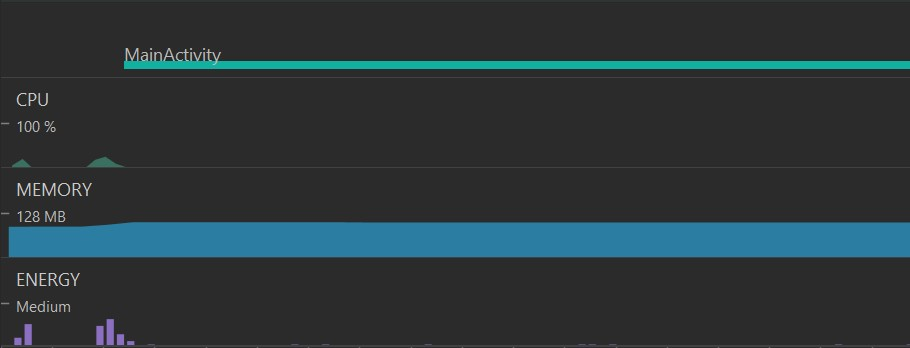 MainActivity
CPU
100 %
MEMORY
128 MB
ENERGY
Medium